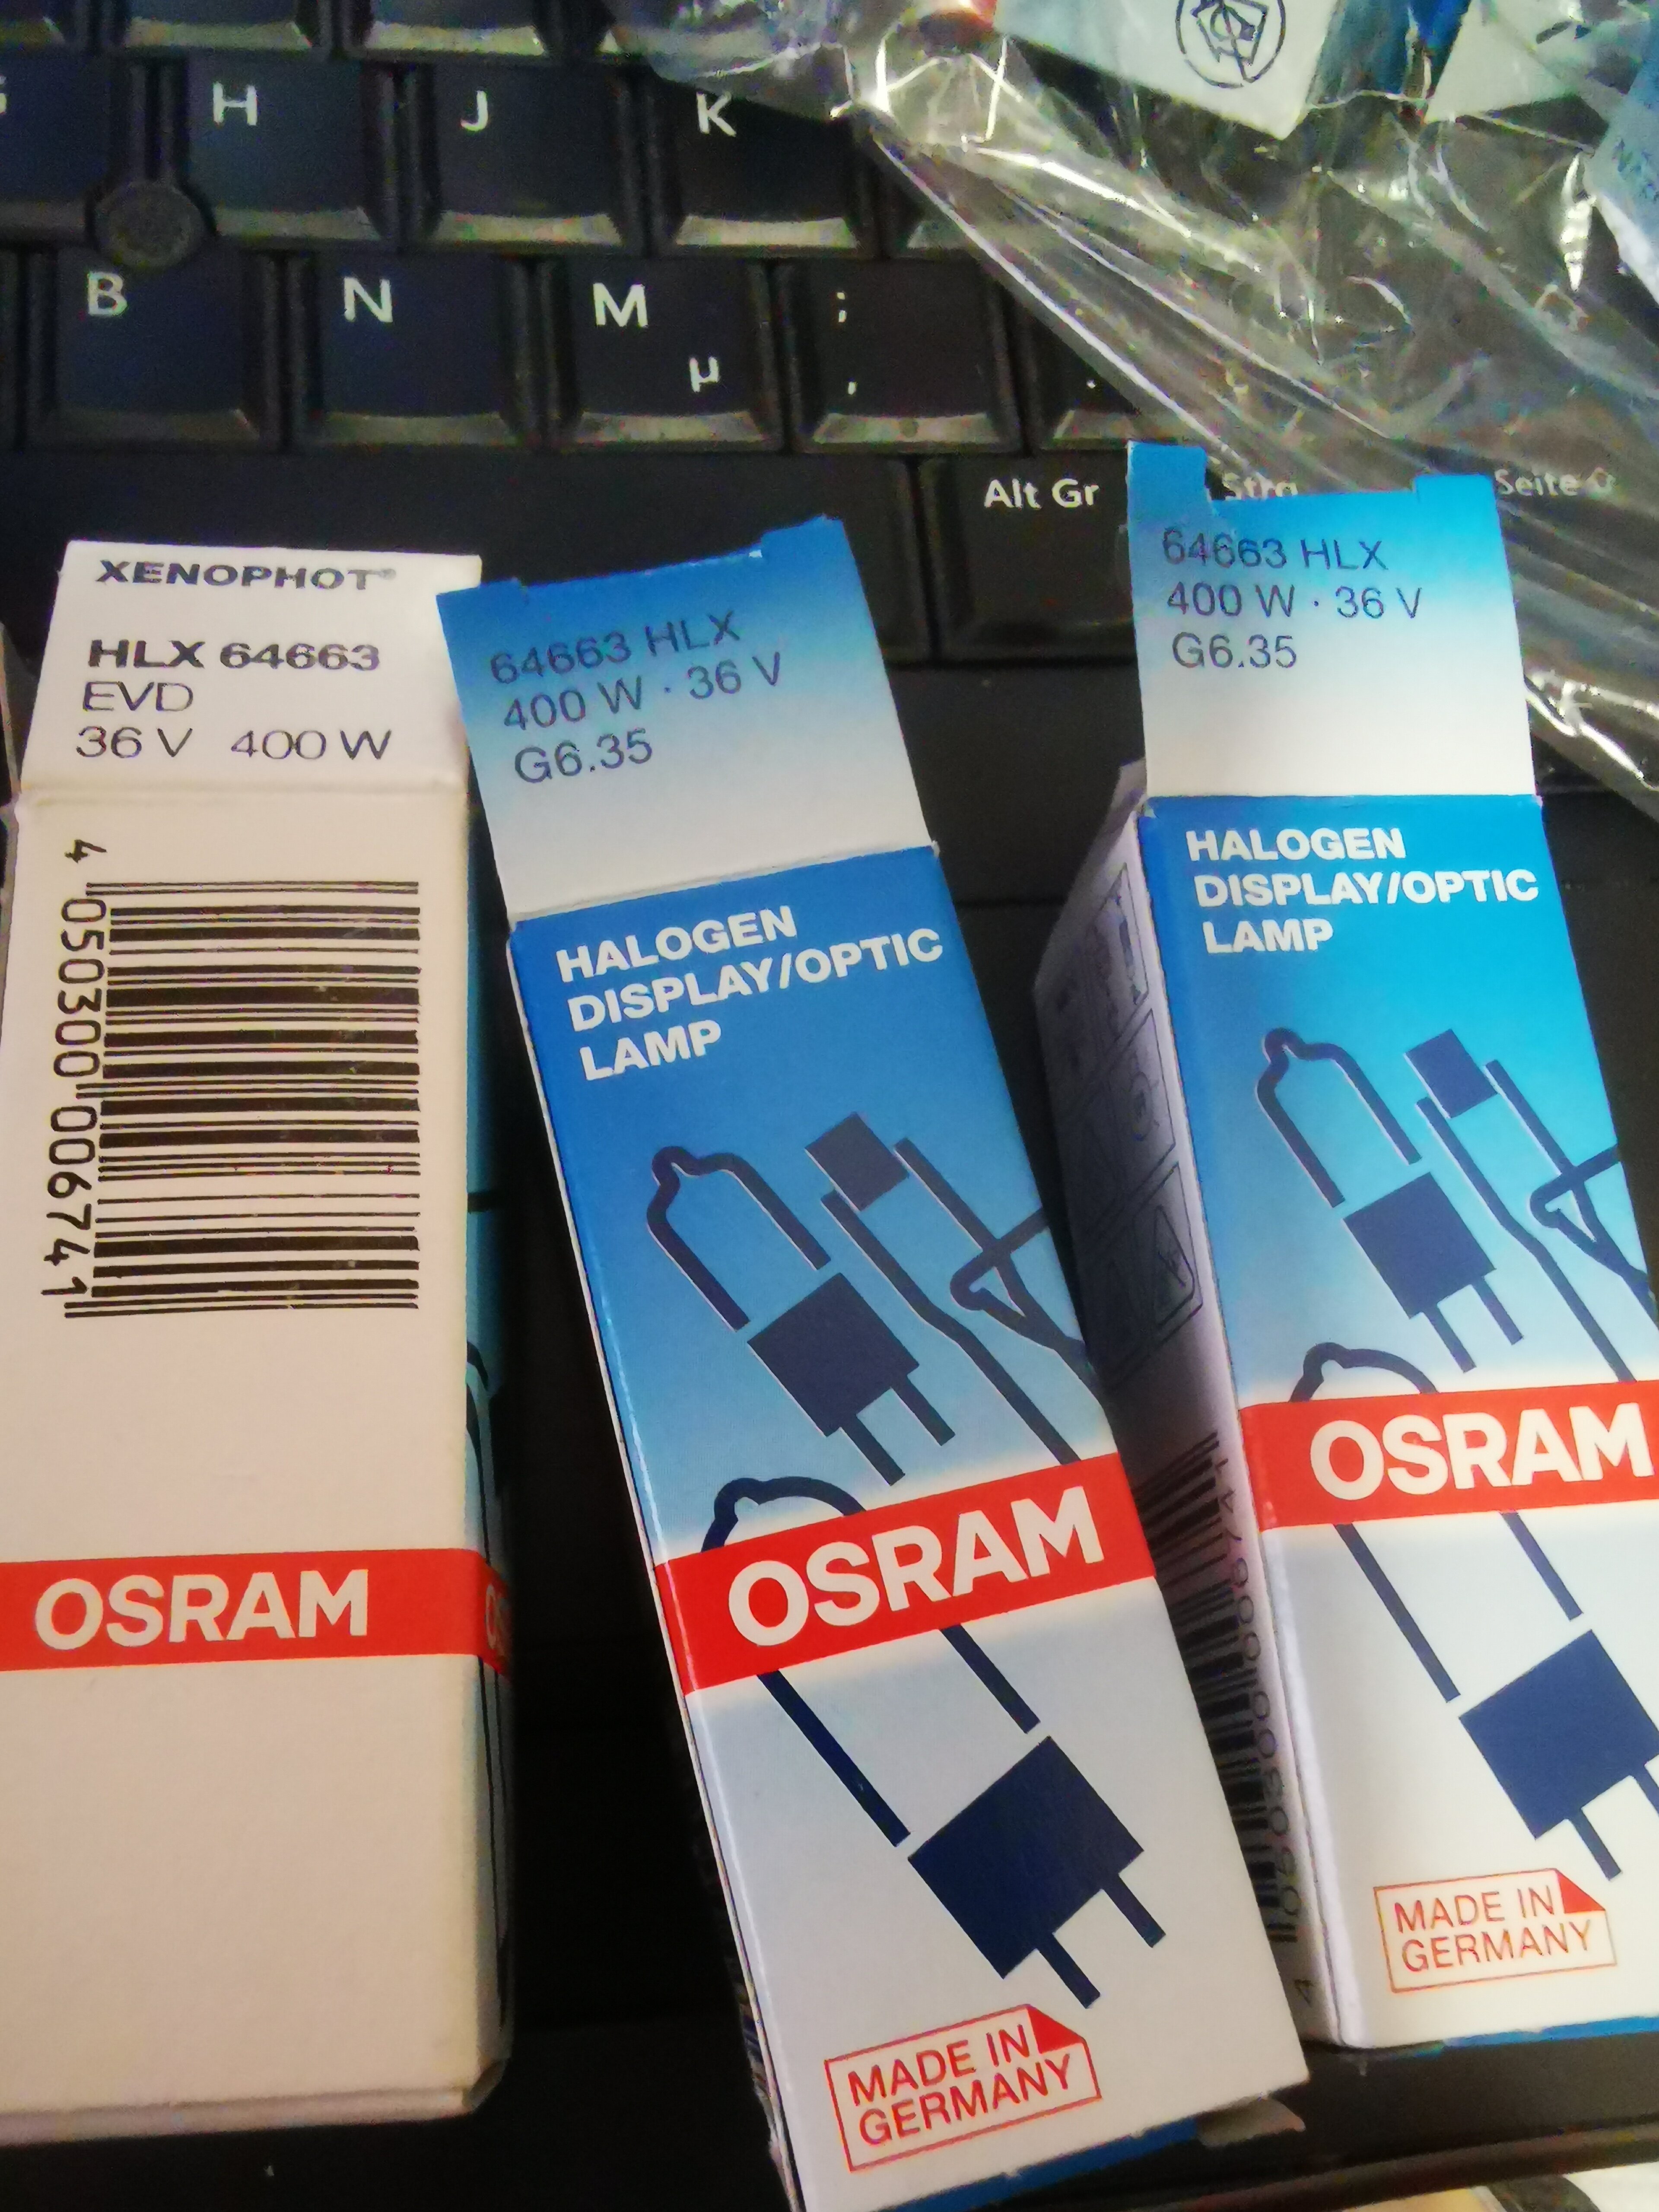 H
J
K
B
N
M
µ
;
,
.
Alt Gr
Strg
Seite
XENOPHOT®
HLX 64663
EVD
36 V 400 W
4 050300 006741
OSRAM
64663 HLX
400 W · 36 V
G6.35
HALOGEN
DISPLAY/OPTIC
LAMP
OSRAM
MADE IN
GERMANY
64663 HLX
400 W · 36 V
G6.35
HALOGEN
DISPLAY/OPTIC
LAMP
OSRAM
MADE IN
GERMANY